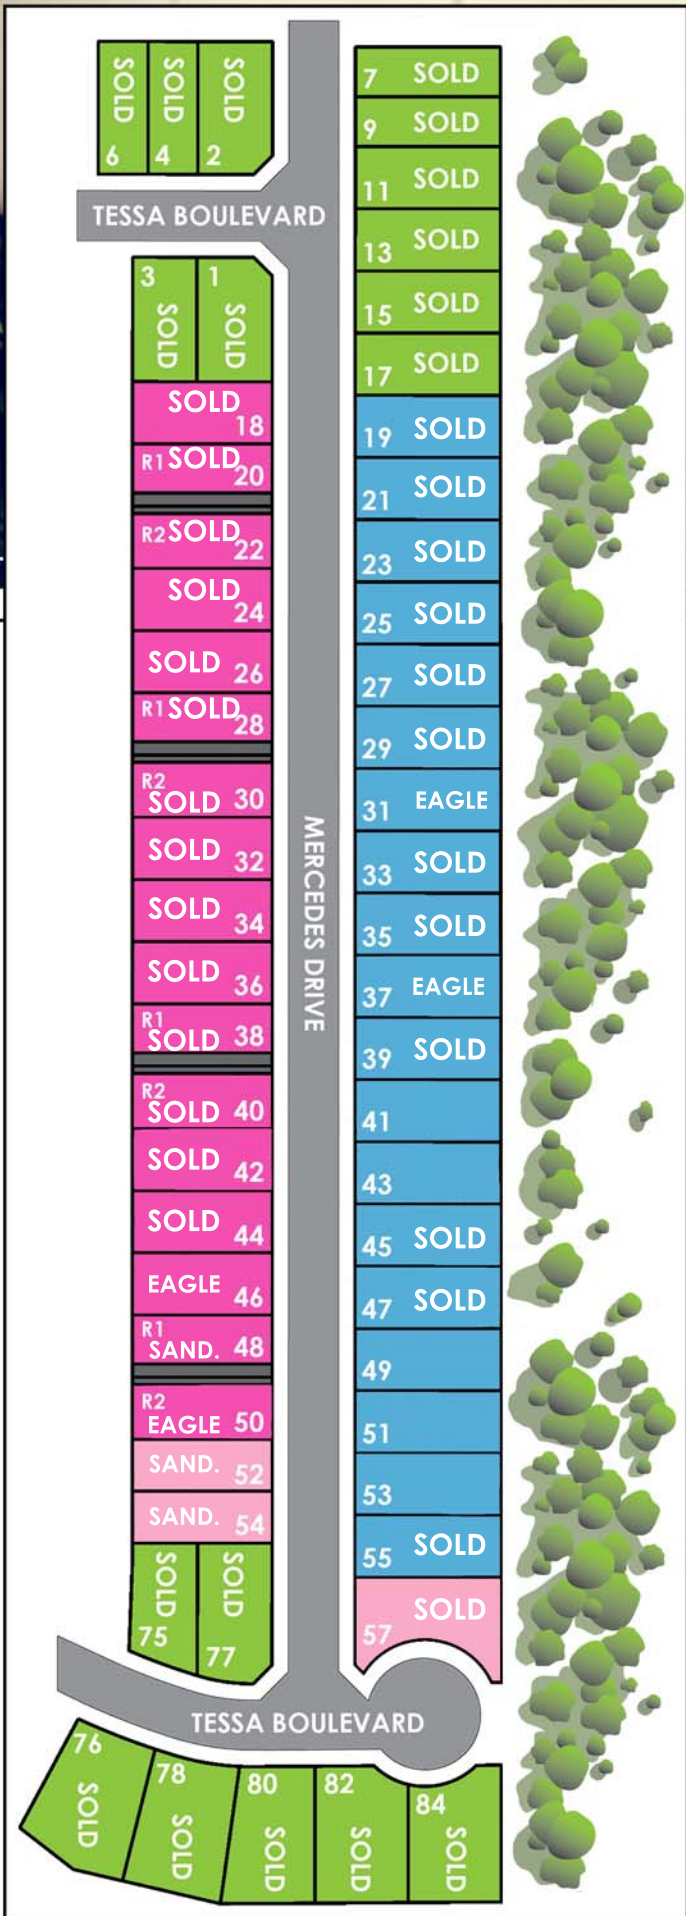 SOLD 6
SOLD 4
SOLD 2
TESSA BOULEVARD
3 SOLD
1 SOLD
SOLD 18
R1 SOLD 20
R2 SOLD 22
SOLD 24
SOLD 26
R1 SOLD 28
R2 SOLD 30
SOLD 32
SOLD 34
SOLD 36
R1 SOLD 38
R2 SOLD 40
SOLD 42
SOLD 44
EAGLE 46
R1 SAND. 48
R2 EAGLE 50
SAND. 52
SAND. 54
SOLD 75
SOLD 77
MERCEDES DRIVE
7 SOLD
9 SOLD
11 SOLD
13 SOLD
15 SOLD
17 SOLD
19 SOLD
21 SOLD
23 SOLD
25 SOLD
27 SOLD
29 SOLD
31 EAGLE
33 SOLD
35 SOLD
37 EAGLE
39 SOLD
41
43
45 SOLD
47 SOLD
49
51
53
55 SOLD
57 SOLD
TESSA BOULEVARD
76 SOLD
78 SOLD
80 SOLD
82 SOLD
84 SOLD